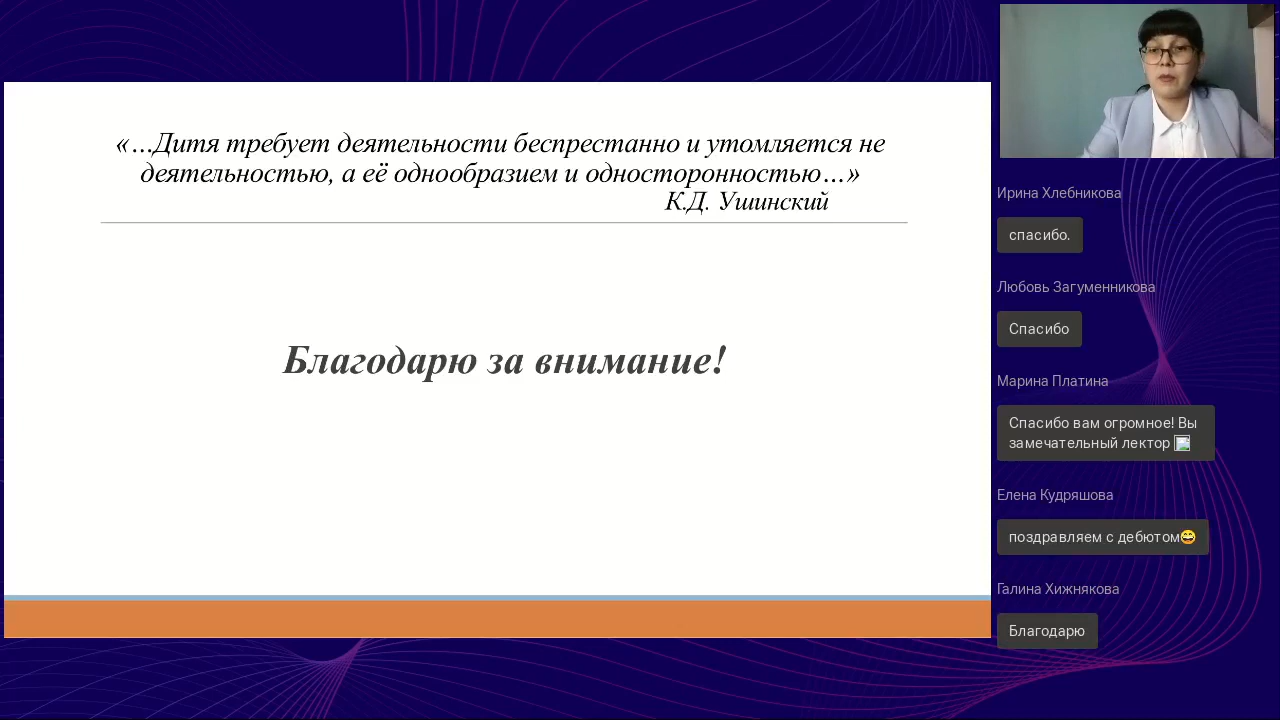 «…Дитя требует деятельности беспрестанно и утомляется не
деятельностью, а её однообразием и односторонностью…»
К.Д. Ушинский
Благодарю за внимание!
Ирина Хлебникова
спасибо.
Любовь Загуменникова
Спасибо
Марина Платина
Спасибо вам огромное! Вы
замечательный лектор
Елена Кудряшова
поздравляем с дебютом😄
Галина Хижнякова
Благодарю